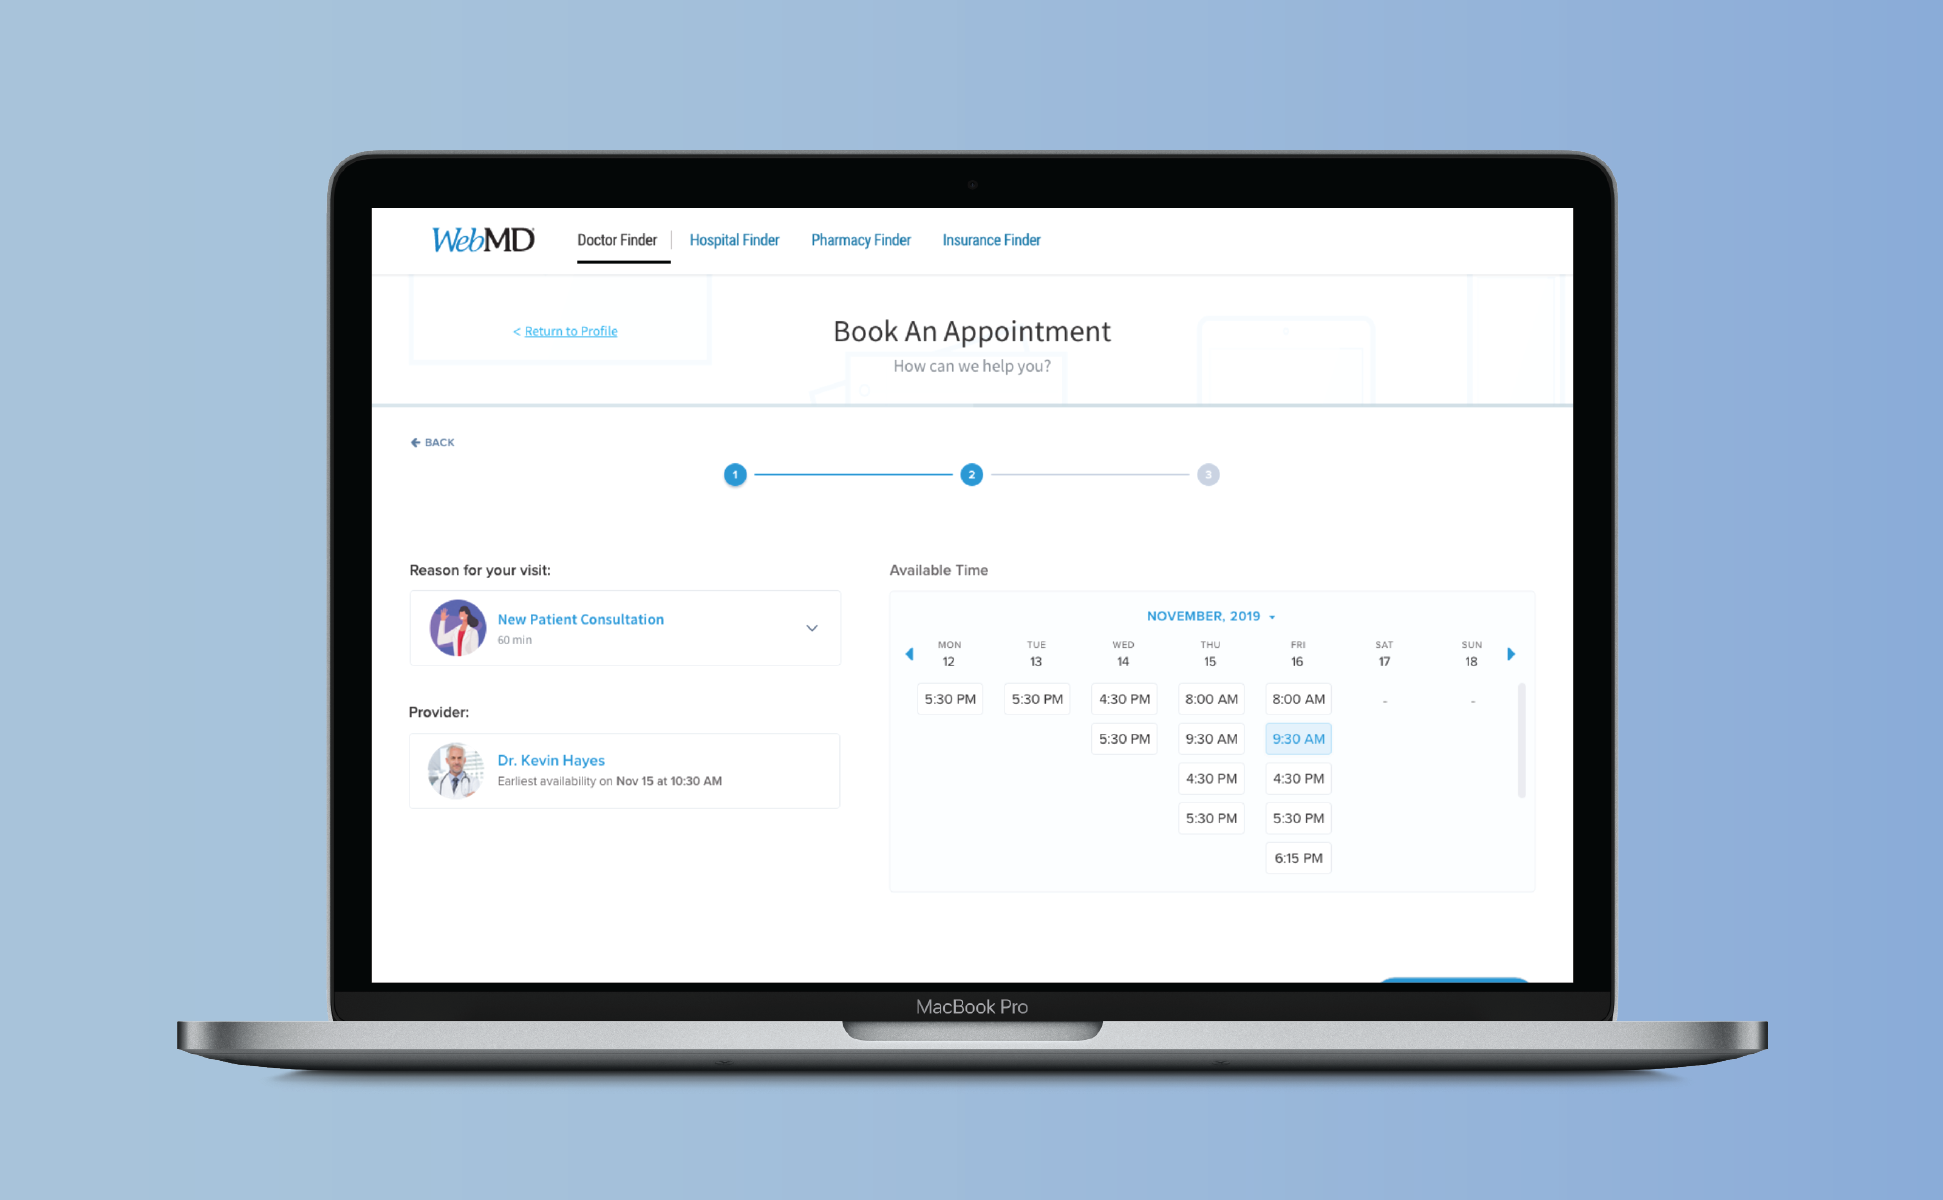 WebMD Doctor Finder Hospital Finder Pharmacy Finder Insurance Finder
< Return to Profile
Book An Appointment
How can we help you?
BACK
1 2 3
Reason for your visit:
New Patient Consultation
60 min
Provider:
Dr. Kevin Hayes
Earliest availability on Nov 15 at 10:30 AM
Available Time
NOVEMBER, 2019
MON TUE WED THU FRI SAT SUN
12 13 14 15 16 17 18
5:30 PM 5:30 PM 4:30 PM 8:00 AM 8:00 AM - -
5:30 PM 9:30 AM 9:30 AM
4:30 PM 4:30 PM
5:30 PM 5:30 PM
6:15 PM
MacBook Pro